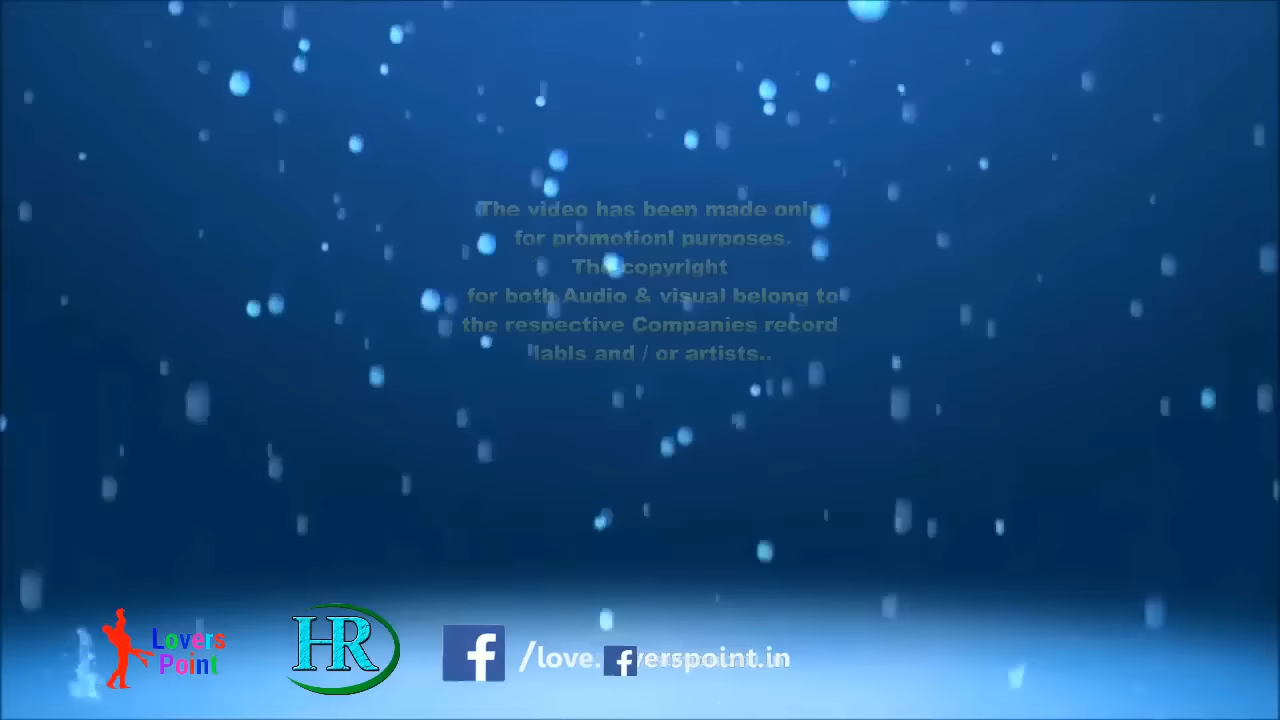 The video has been made only
for promotionl purposes.
The copyright
for both Audio & visual belong to
the respective Companies record
labls and / or artists..
Lovers
Point
HR
/love. verspoint.in